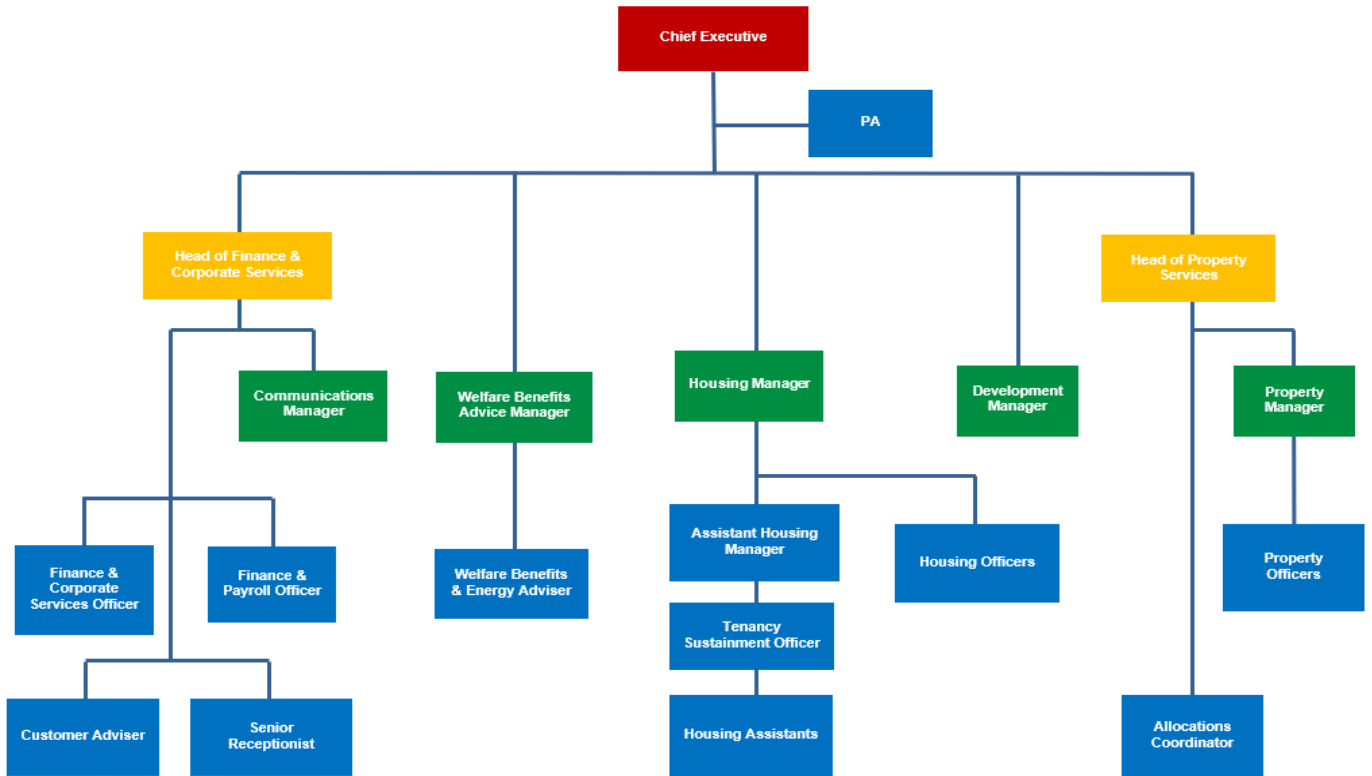 Chief Executive
PA
Head of Finance &
Corporate Services
Head of Property
Services
Communications
Manager
Welfare Benefits
Advice Manager
Housing Manager
Development
Manager
Property
Manager
Finance &
Corporate
Services Officer
Finance &
Payroll Officer
Welfare Benefits
& Energy Adviser
Assistant Housing
Manager
Housing Officers
Property
Officers
Tenancy
Sustainment Officer
Customer Adviser
Senior
Receptionist
Housing Assistants
Allocations
Coordinator